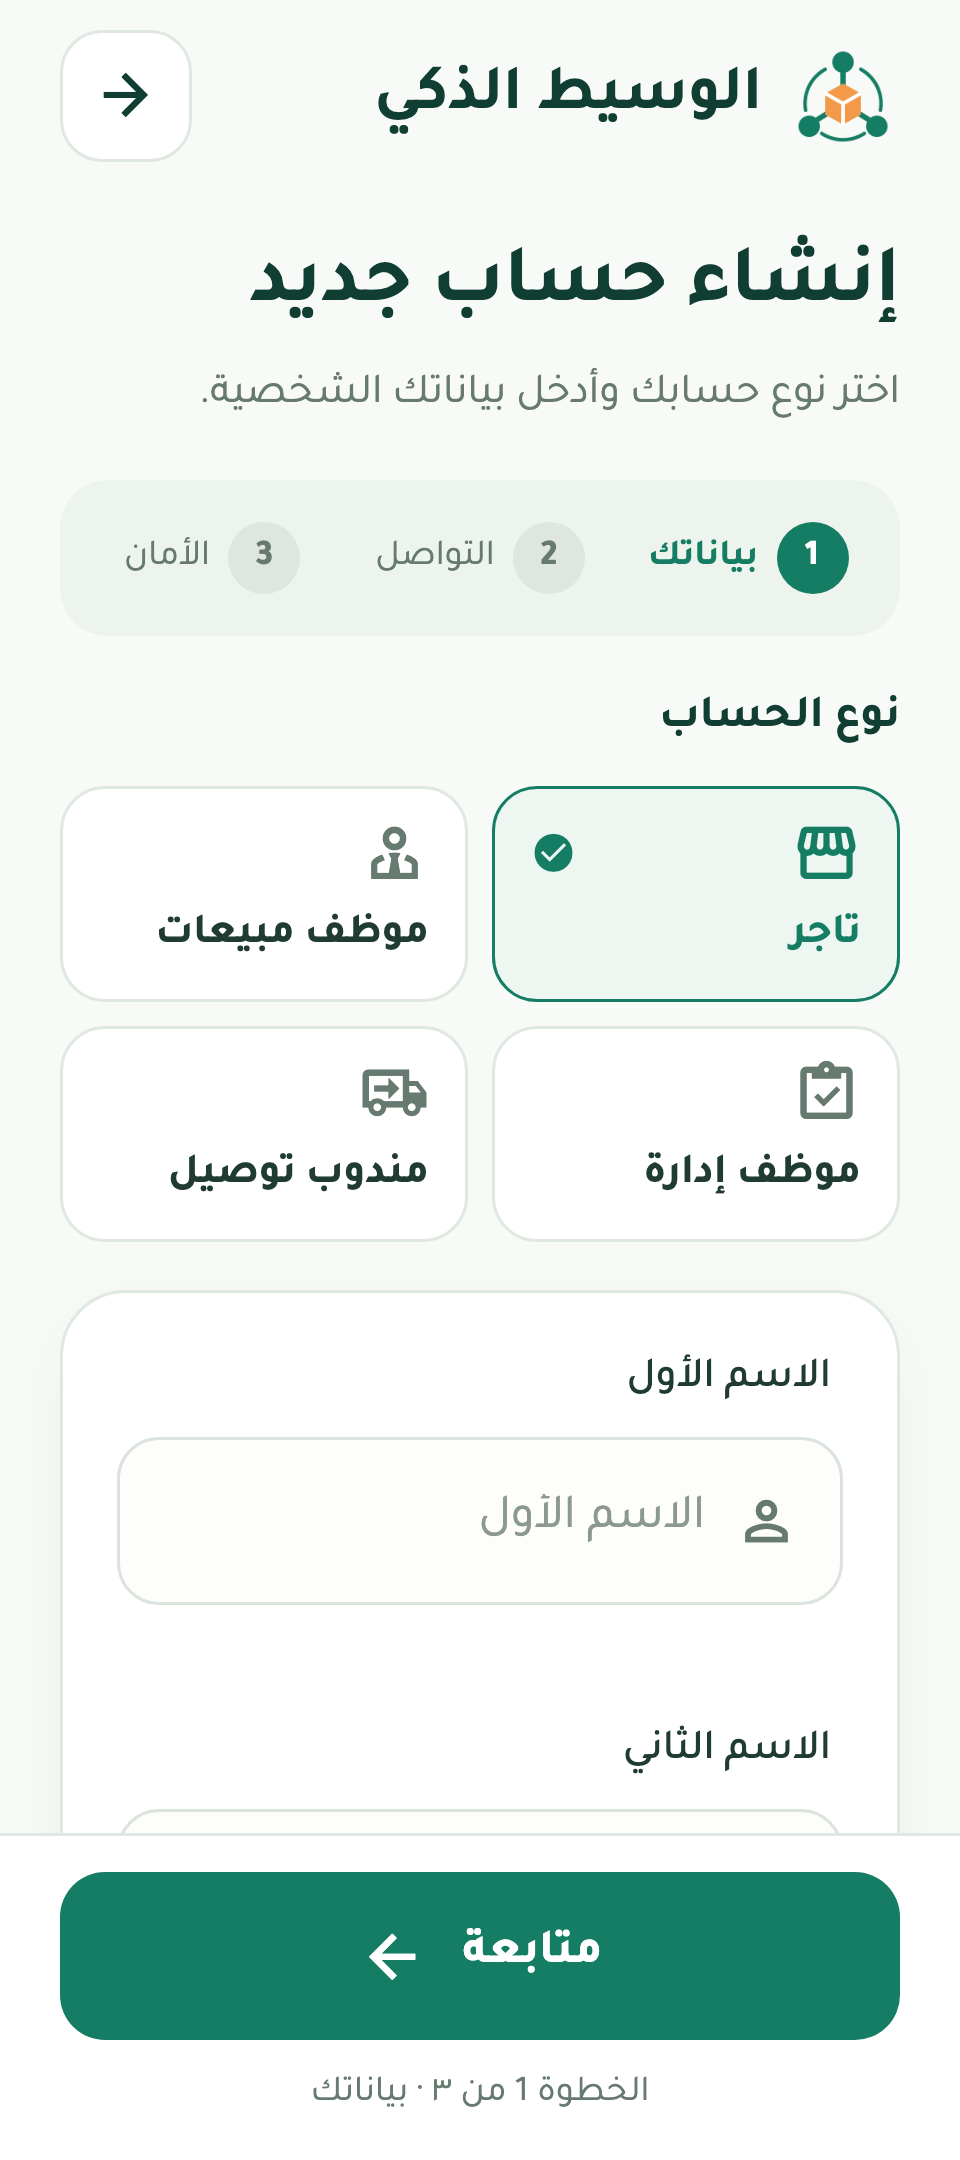 الوسيط الذكي
إنشاء حساب جديد
اختر نوع حسابك وأدخل بياناتك الشخصية.
1 بياناتك 2 التواصل 3 الأمان
نوع الحساب
تاجر
موظف مبيعات
موظف إدارة
مندوب توصيل
الاسم الأول
الاسم الأول
الاسم الثاني
متابعة
الخطوة 1 من ٣ · بياناتك